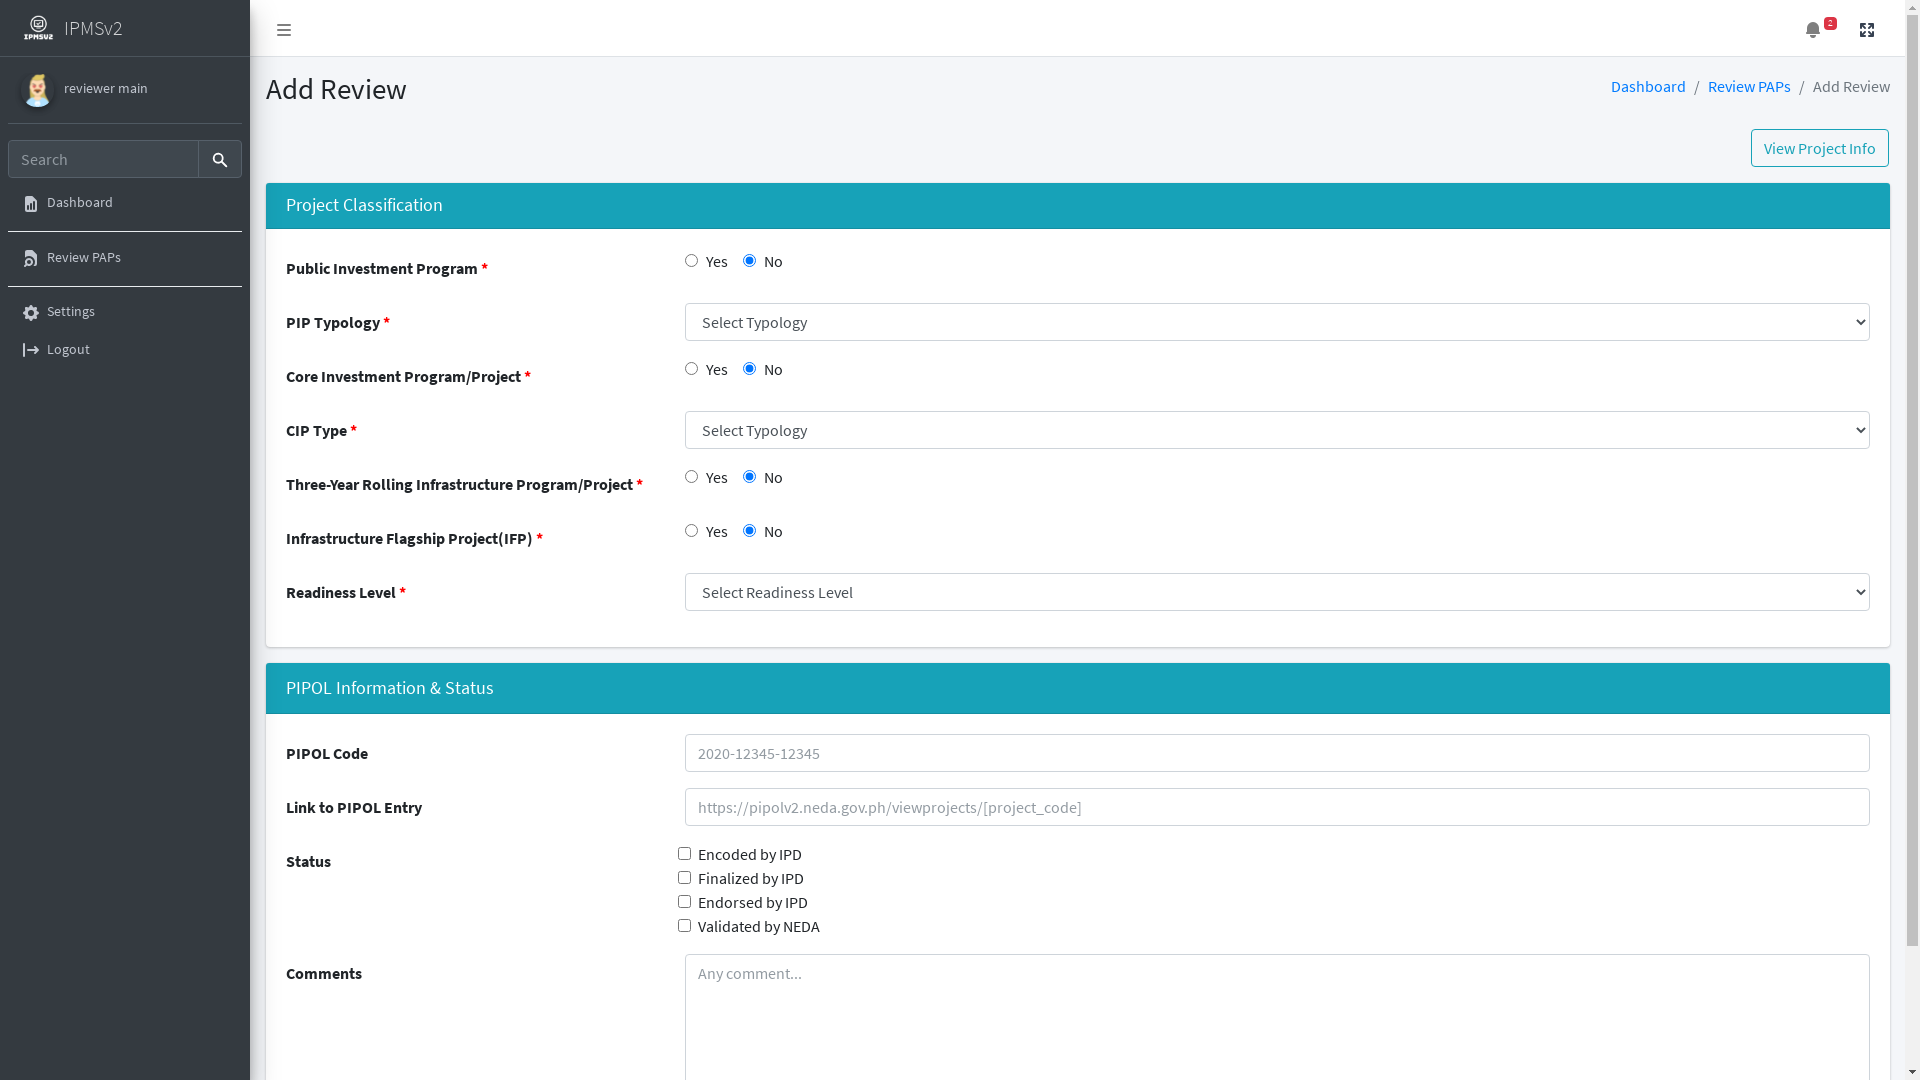 IPMSV2
IPMSv2
2
reviewer main
Add Review
Dashboard / Review PAPs / Add Review
Search
View Project Info
Dashboard
Review PAPs
Settings
Logout
Project Classification
Public Investment Program *
Yes No
PIP Typology *
Select Typology
Core Investment Program/Project *
Yes No
CIP Type *
Select Typology
Three-Year Rolling Infrastructure Program/Project *
Yes No
Infrastructure Flagship Project(IFP) *
Yes No
Readiness Level *
Select Readiness Level
PIPOL Information & Status
PIPOL Code
2020-12345-12345
Link to PIPOL Entry
https://pipolv2.neda.gov.ph/viewprojects/[project_code]
Status
Encoded by IPD
Finalized by IPD
Endorsed by IPD
Validated by NEDA
Comments
Any comment...